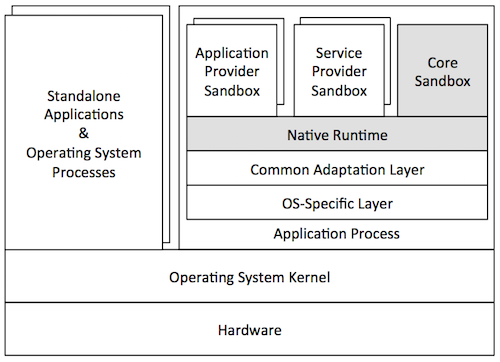 Standalone
Applications
&
Operating System
Processes
Application
Provider
Sandbox
Service
Provider
Sandbox
Core
Sandbox
Native Runtime
Common Adaptation Layer
OS-Specific Layer
Application Process
Operating System Kernel
Hardware